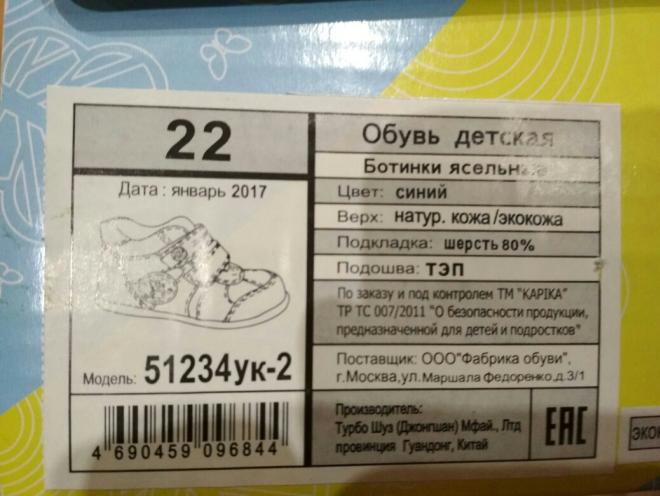 22
Дата : январь 2017
Модель: 51234ук-2
4 690459 096844
Обувь детская
Ботинки ясельные
Цвет: синий
Верх: натур. кожа/экокожа
Подкладка: шерсть 80%
Подошва: ТЭП
По заказу и под контролем ТМ "KAPIKA"
ТР ТС 007/2011 "О безопасности продукции,
предназначенной для детей и подростков"
Поставщик: ООО"Фабрика обуви",
г.Москва,ул.Маршала Федоренко,д.3/1
Производитель:
Турбо Шуз (Джонгшан) Мфай., Лтд
провинция Гуандонг, Китай
EAC